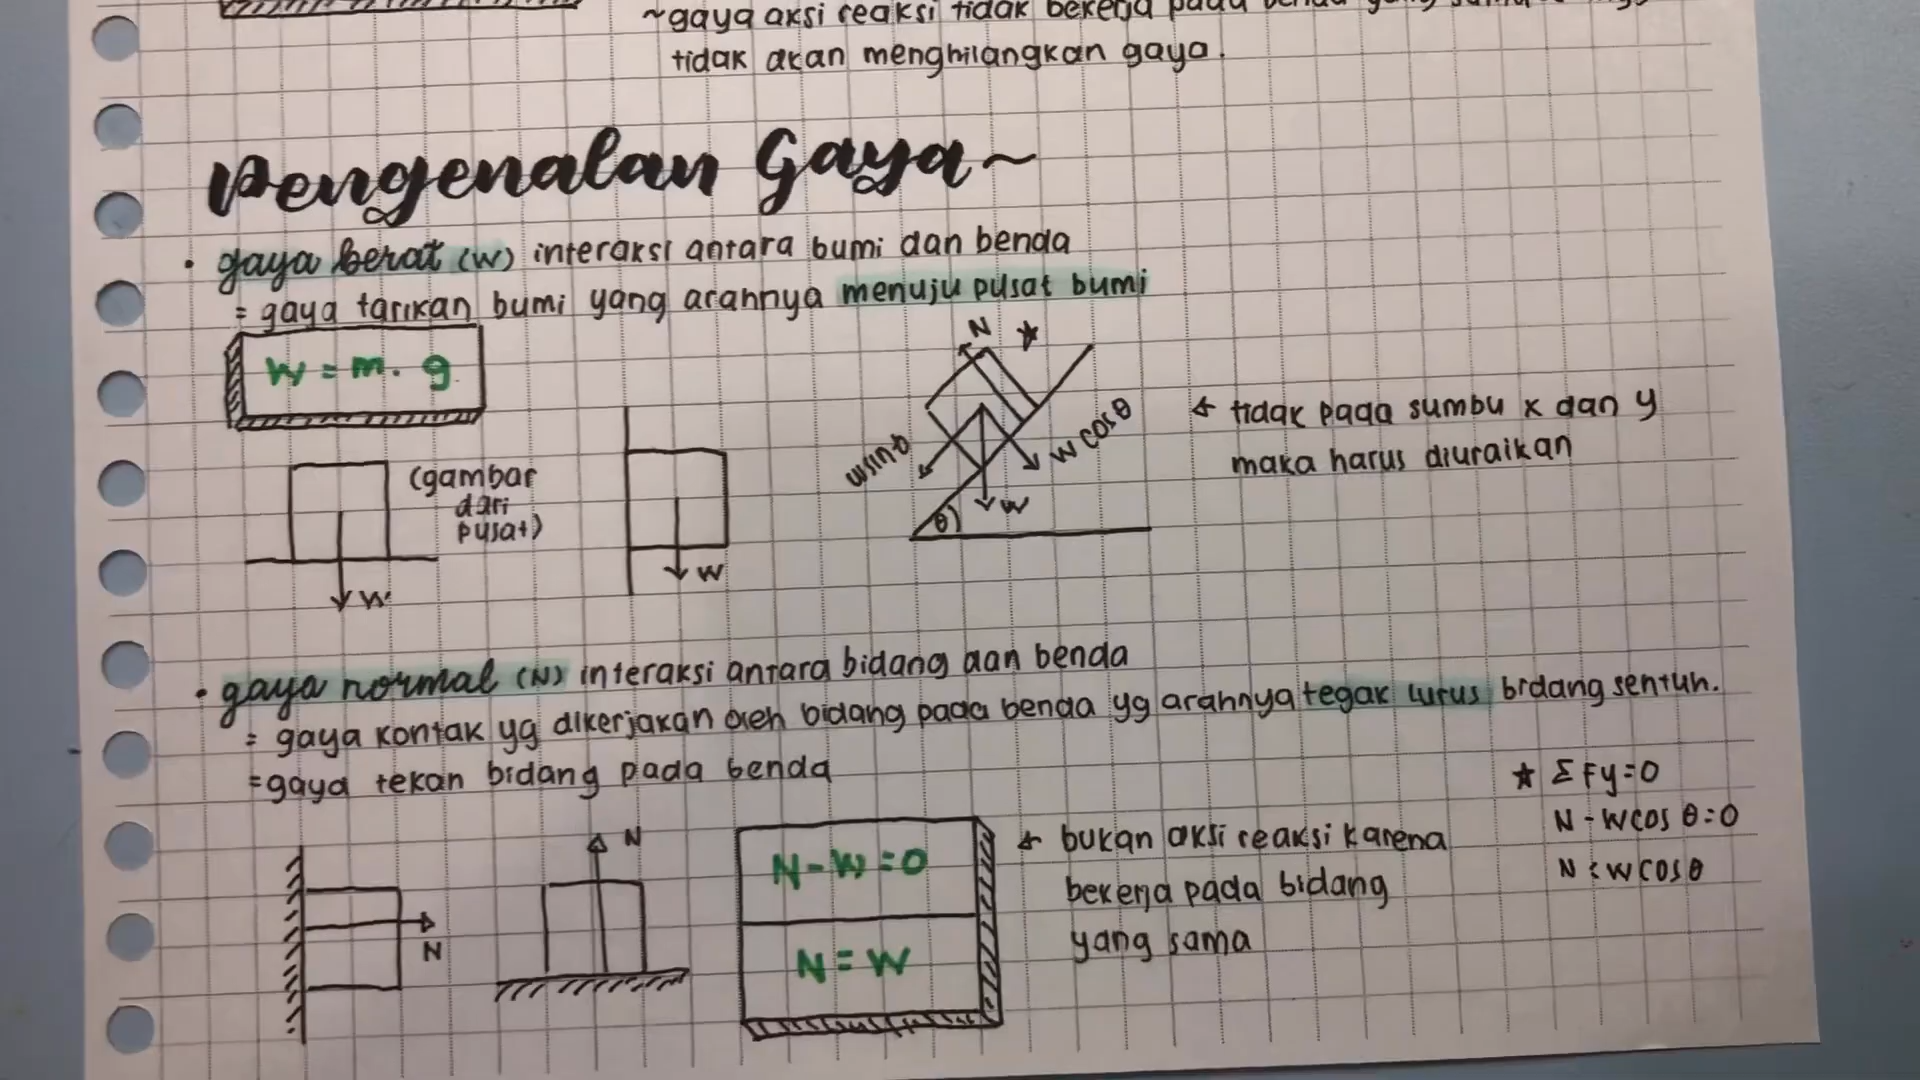 ~gaya aksi reaksi tidak bekerja pada
tidak akan menghilangkan gaya.
Pengenalan Gaya~
• gaya berat (w) interaksi antara bumi dan benda
= gaya tarikan bumi yang arahnya menuju pusat bumi
W = m. g
(gambar
dari
pusat)
W
W
N ★
W sin θ
W cos θ
W
θ
tidak pada sumbu x dan y
maka harus diuraikan
• gaya normal (N) interaksi antara bidang dan benda
= gaya kontak yg dikerjakan oleh bidang pada benda yg arahnya tegak lurus bidang sentuh.
= gaya tekan bidang pada benda
N
N
N - W = 0
N = W
bukan aksi reaksi karena
bekerja pada bidang
yang sama
★ Σ Fy = 0
N - W cos θ = 0
N = W cos θ